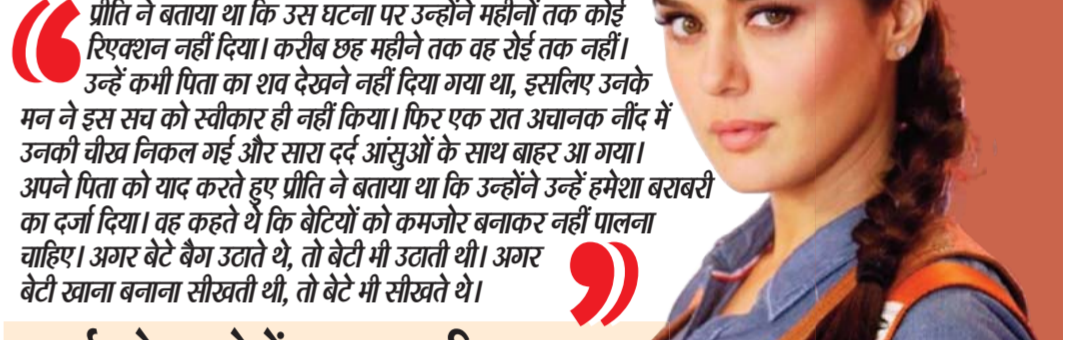 प्रीति ने बताया था कि उस घटना पर उन्होंने महीनों तक कोई
रिएक्शन नहीं दिया। करीब छह महीने तक वह रोई तक नहीं।
उन्हें कभी पिता का शव देखने नहीं दिया गया था, इसलिए उनके
मन ने इस सच को स्वीकार ही नहीं किया। फिर एक रात अचानक नींद में
उनकी चीख निकल गई और सारा दर्द आंसुओं के साथ बाहर आ गया।
अपने पिता को याद करते हुए प्रीति ने बताया था कि उन्होंने उन्हें हमेशा बराबरी
का दर्जा दिया। वह कहते थे कि बेटियों को कमजोर बनाकर नहीं पालना
चाहिए। अगर बेटे बैग उठाते थे, तो बेटी भी उठाती थी। अगर
बेटी खाना बनाना सीखती थी, तो बेटे भी सीखते थे।